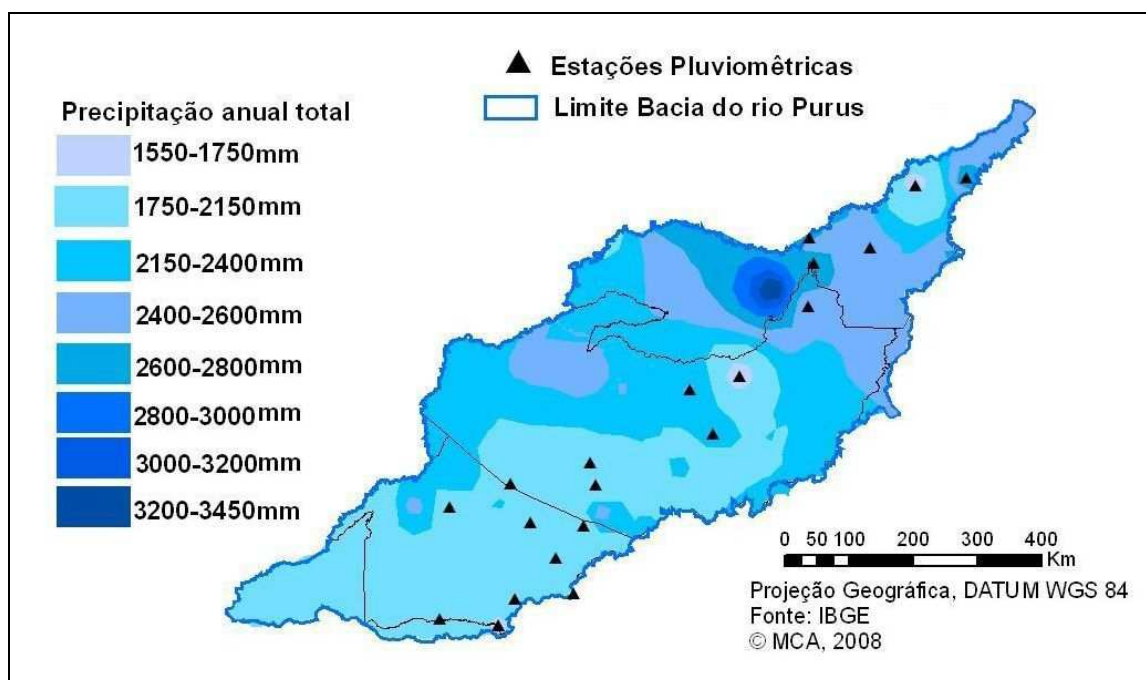 Estações Pluviomêtricas
Limite Bacia do rio Purus
Precipitação anual total
1550-1750mm
1750-2150mm
2150-2400mm
2400-2600mm
2600-2800mm
2800-3000mm
3000-3200mm
3200-3450mm
0 50 100 200 300 400
Km
Projeção Geográfica, DATUM WGS 84
Fonte: IBGE
© MCA, 2008